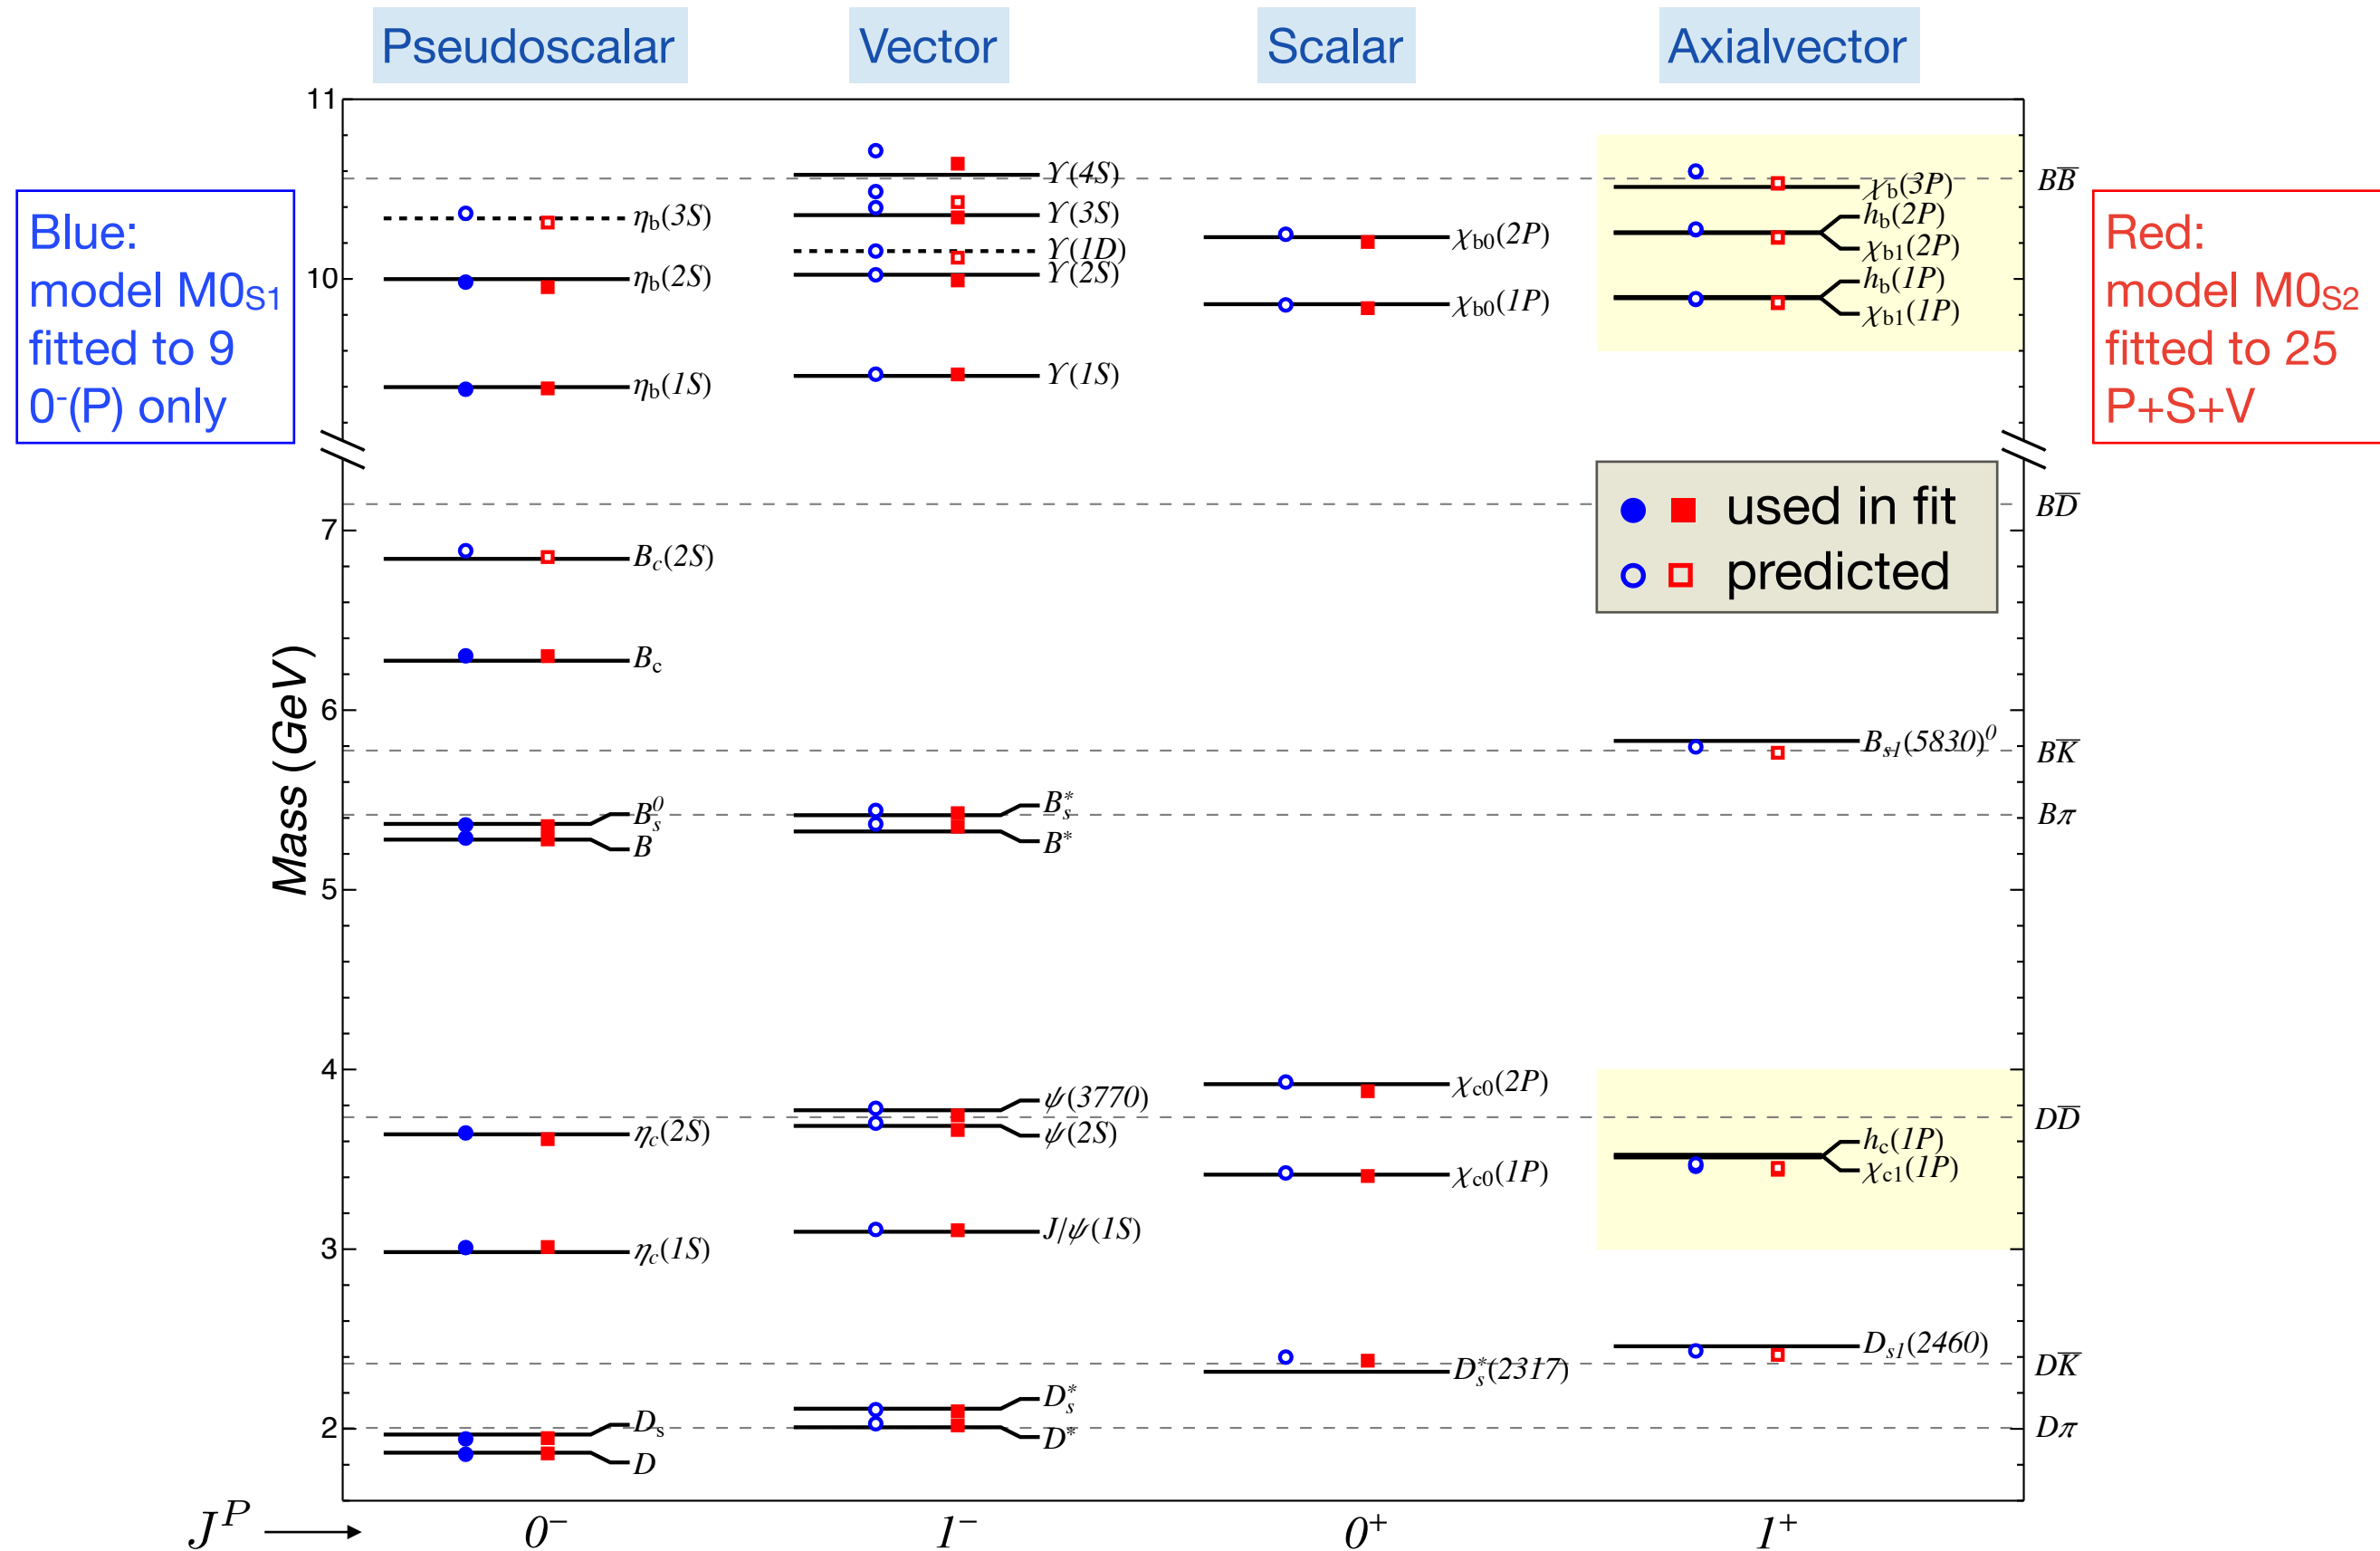 Pseudoscalar
Vector
Scalar
Axialvector
Blue:
model M0S1
fitted to 9
0-(P) only
Red:
model M0S2
fitted to 25
P+S+V
used in fit
predicted
Mass (GeV)
11
10
7
6
5
4
3
2
ηb(3S)
ηb(2S)
ηb(1S)
Bc(2S)
Bc
Bs0
B
ηc(2S)
ηc(1S)
Ds
D
ϒ(4S)
ϒ(3S)
ϒ(1D)
ϒ(2S)
ϒ(1S)
Bs*
B*
ψ(3770)
ψ(2S)
J/ψ(1S)
Ds*
D*
χb0(2P)
χb0(1P)
χc0(2P)
χc0(1P)
Ds*(2317)
χb(3P)
hb(2P)
χb1(2P)
hb(1P)
χb1(1P)
Bs1(5830)0
hc(1P)
χc1(1P)
Ds1(2460)
BB̅
BD̅
BK̅
Bπ
DD̅
DK̅
Dπ
JP
0−
1−
0+
1+